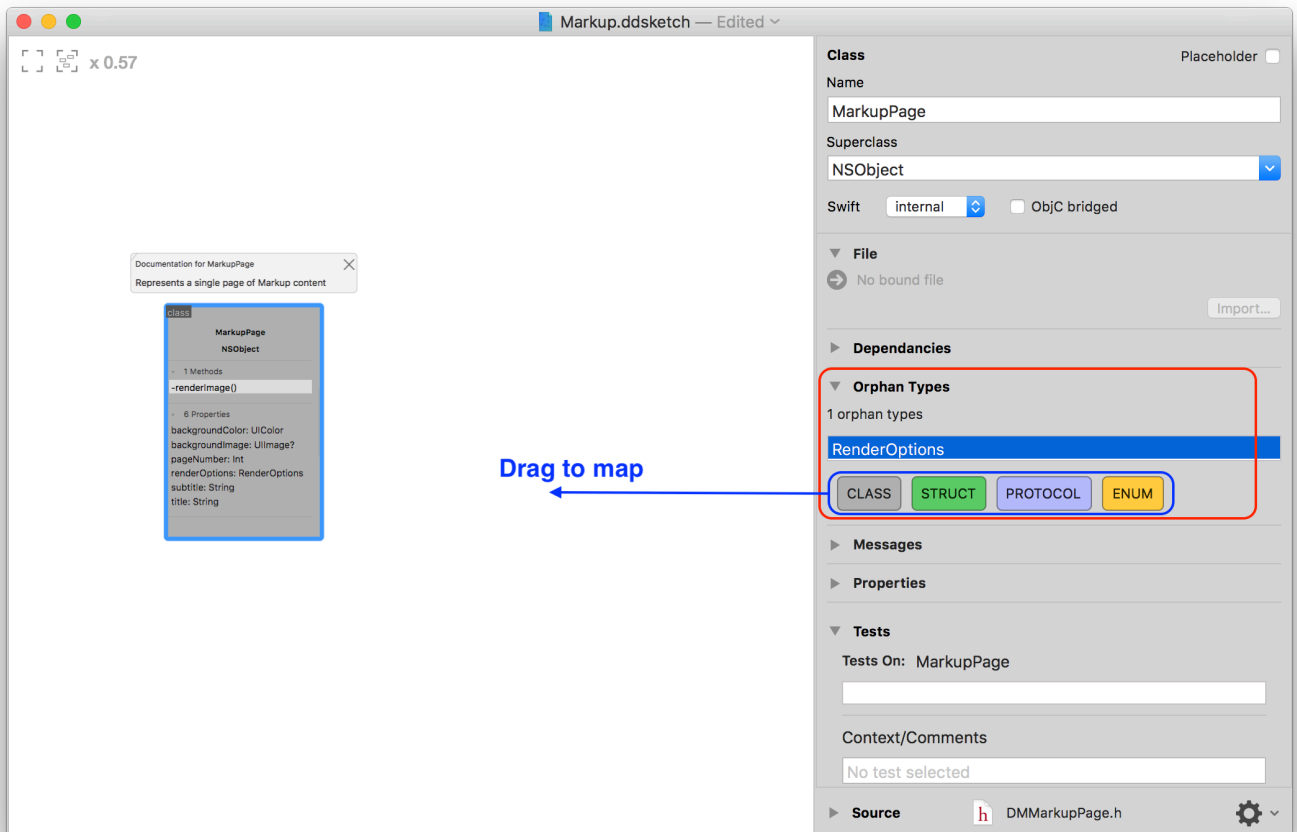 Markup.ddsketch — Edited
x 0.57
Documentation for MarkupPage
Represents a single page of Markup content
class
MarkupPage
NSObject
- 1 Methods
-renderImage()
- 6 Properties
backgroundColor: UIColor
backgroundImage: UIImage?
pageNumber: Int
renderOptions: RenderOptions
subtitle: String
title: String
Drag to map
Class Placeholder
Name
MarkupPage
Superclass
NSObject
Swift internal ObjC bridged
File
No bound file
Import...
Dependancies
Orphan Types
1 orphan types
RenderOptions
CLASS STRUCT PROTOCOL ENUM
Messages
Properties
Tests
Tests On: MarkupPage
Context/Comments
No test selected
Source h DMMarkupPage.h